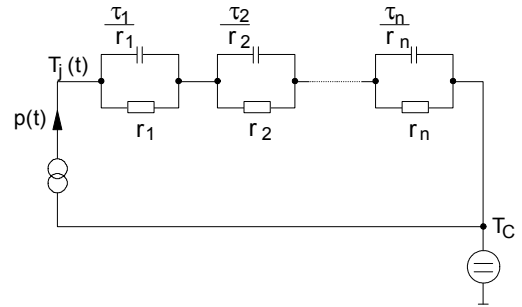 τ1/r1 τ2/r2 τn/rn
Tj(t)
r1 r2 rn
p(t)
TC